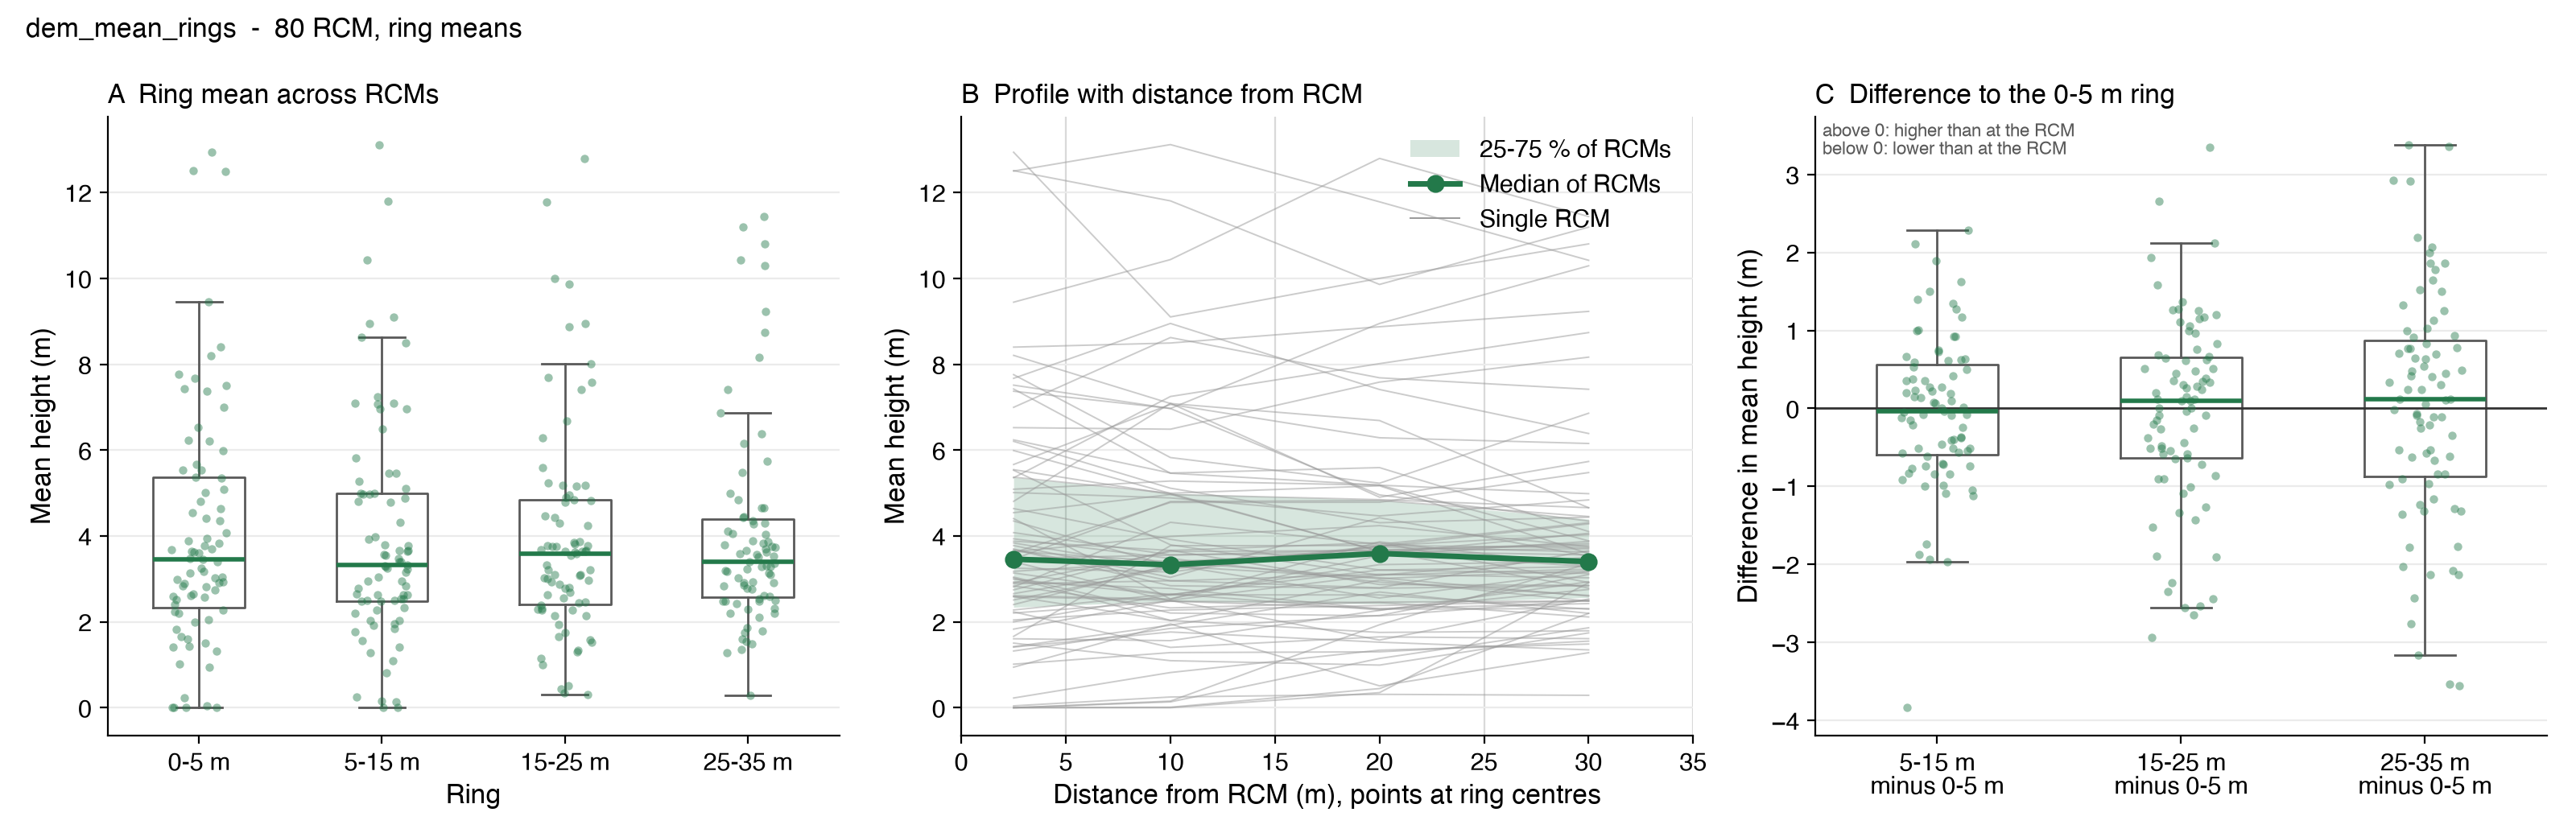 dem_mean_rings - 80 RCM, ring means
A Ring mean across RCMs
Mean height (m)
12
10
8
6
4
2
0
0-5 m
5-15 m
15-25 m
25-35 m
Ring
B Profile with distance from RCM
Mean height (m)
12
10
8
6
4
2
0
25-75 % of RCMs
Median of RCMs
Single RCM
0
5
10
15
20
25
30
35
Distance from RCM (m), points at ring centres
C Difference to the 0-5 m ring
above 0: higher than at the RCM
below 0: lower than at the RCM
Difference in mean height (m)
3
2
1
0
−1
−2
−3
−4
5-15 m
minus 0-5 m
15-25 m
minus 0-5 m
25-35 m
minus 0-5 m